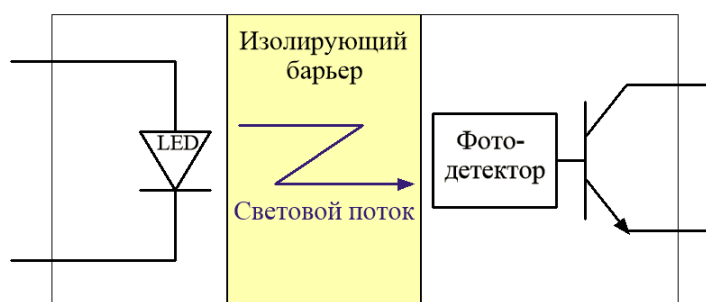 Изолирующий
барьер
LED
Фото-
детектор
Световой поток